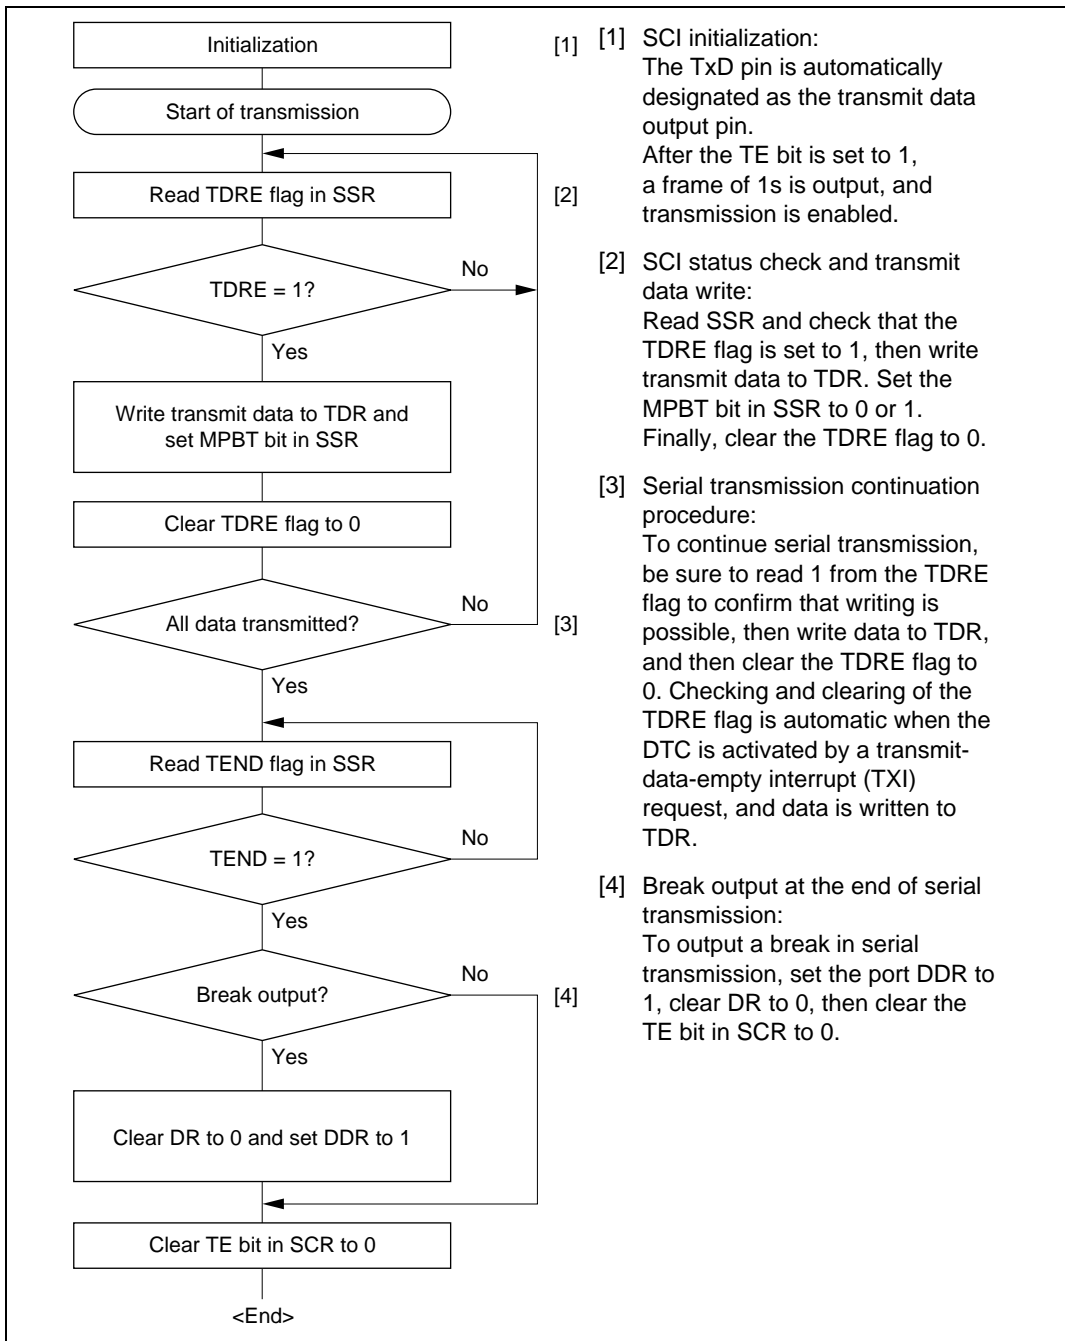 Initialization
[1]
Start of transmission
Read TDRE flag in SSR
[2]
TDRE = 1?
No
Yes
Write transmit data to TDR and
set MPBT bit in SSR
Clear TDRE flag to 0
All data transmitted?
No
[3]
Yes
Read TEND flag in SSR
TEND = 1?
No
Yes
Break output?
No
[4]
Yes
Clear DR to 0 and set DDR to 1
Clear TE bit in SCR to 0
<End>
[1] SCI initialization:
The TxD pin is automatically
designated as the transmit data
output pin.
After the TE bit is set to 1,
a frame of 1s is output, and
transmission is enabled.
[2] SCI status check and transmit
data write:
Read SSR and check that the
TDRE flag is set to 1, then write
transmit data to TDR. Set the
MPBT bit in SSR to 0 or 1.
Finally, clear the TDRE flag to 0.
[3] Serial transmission continuation
procedure:
To continue serial transmission,
be sure to read 1 from the TDRE
flag to confirm that writing is
possible, then write data to TDR,
and then clear the TDRE flag to
0. Checking and clearing of the
TDRE flag is automatic when the
DTC is activated by a transmit-
data-empty interrupt (TXI)
request, and data is written to
TDR.
[4] Break output at the end of serial
transmission:
To output a break in serial
transmission, set the port DDR to
1, clear DR to 0, then clear the
TE bit in SCR to 0.